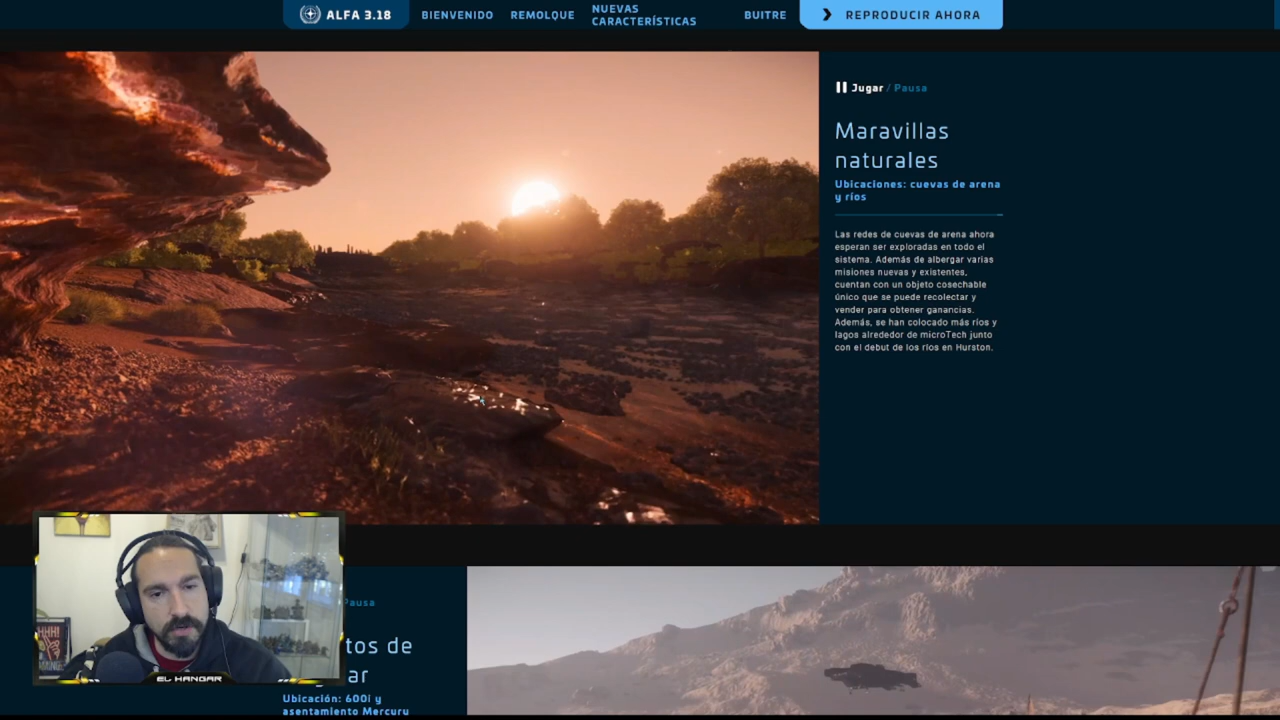 ALFA 3.18
BIENVENIDO
REMOLQUE
NUEVAS
CARACTERÍSTICAS
BUITRE
REPRODUCIR AHORA
Jugar / Pausa
Maravillas
naturales
Ubicaciones: cuevas de arena
y ríos
Las redes de cuevas de arena ahora
esperan ser exploradas en todo el
sistema. Además de albergar varias
misiones nuevas y existentes,
cuentan con un objeto cosechable
único que se puede recolectar y
vender para obtener ganancias.
Además, se han colocado más ríos y
lagos alrededor de microTech junto
con el debut de los ríos en Hurston.
Pausa
tos de
ar
Ubicación: 600i y
asentamiento Mercury
EL HANGAR